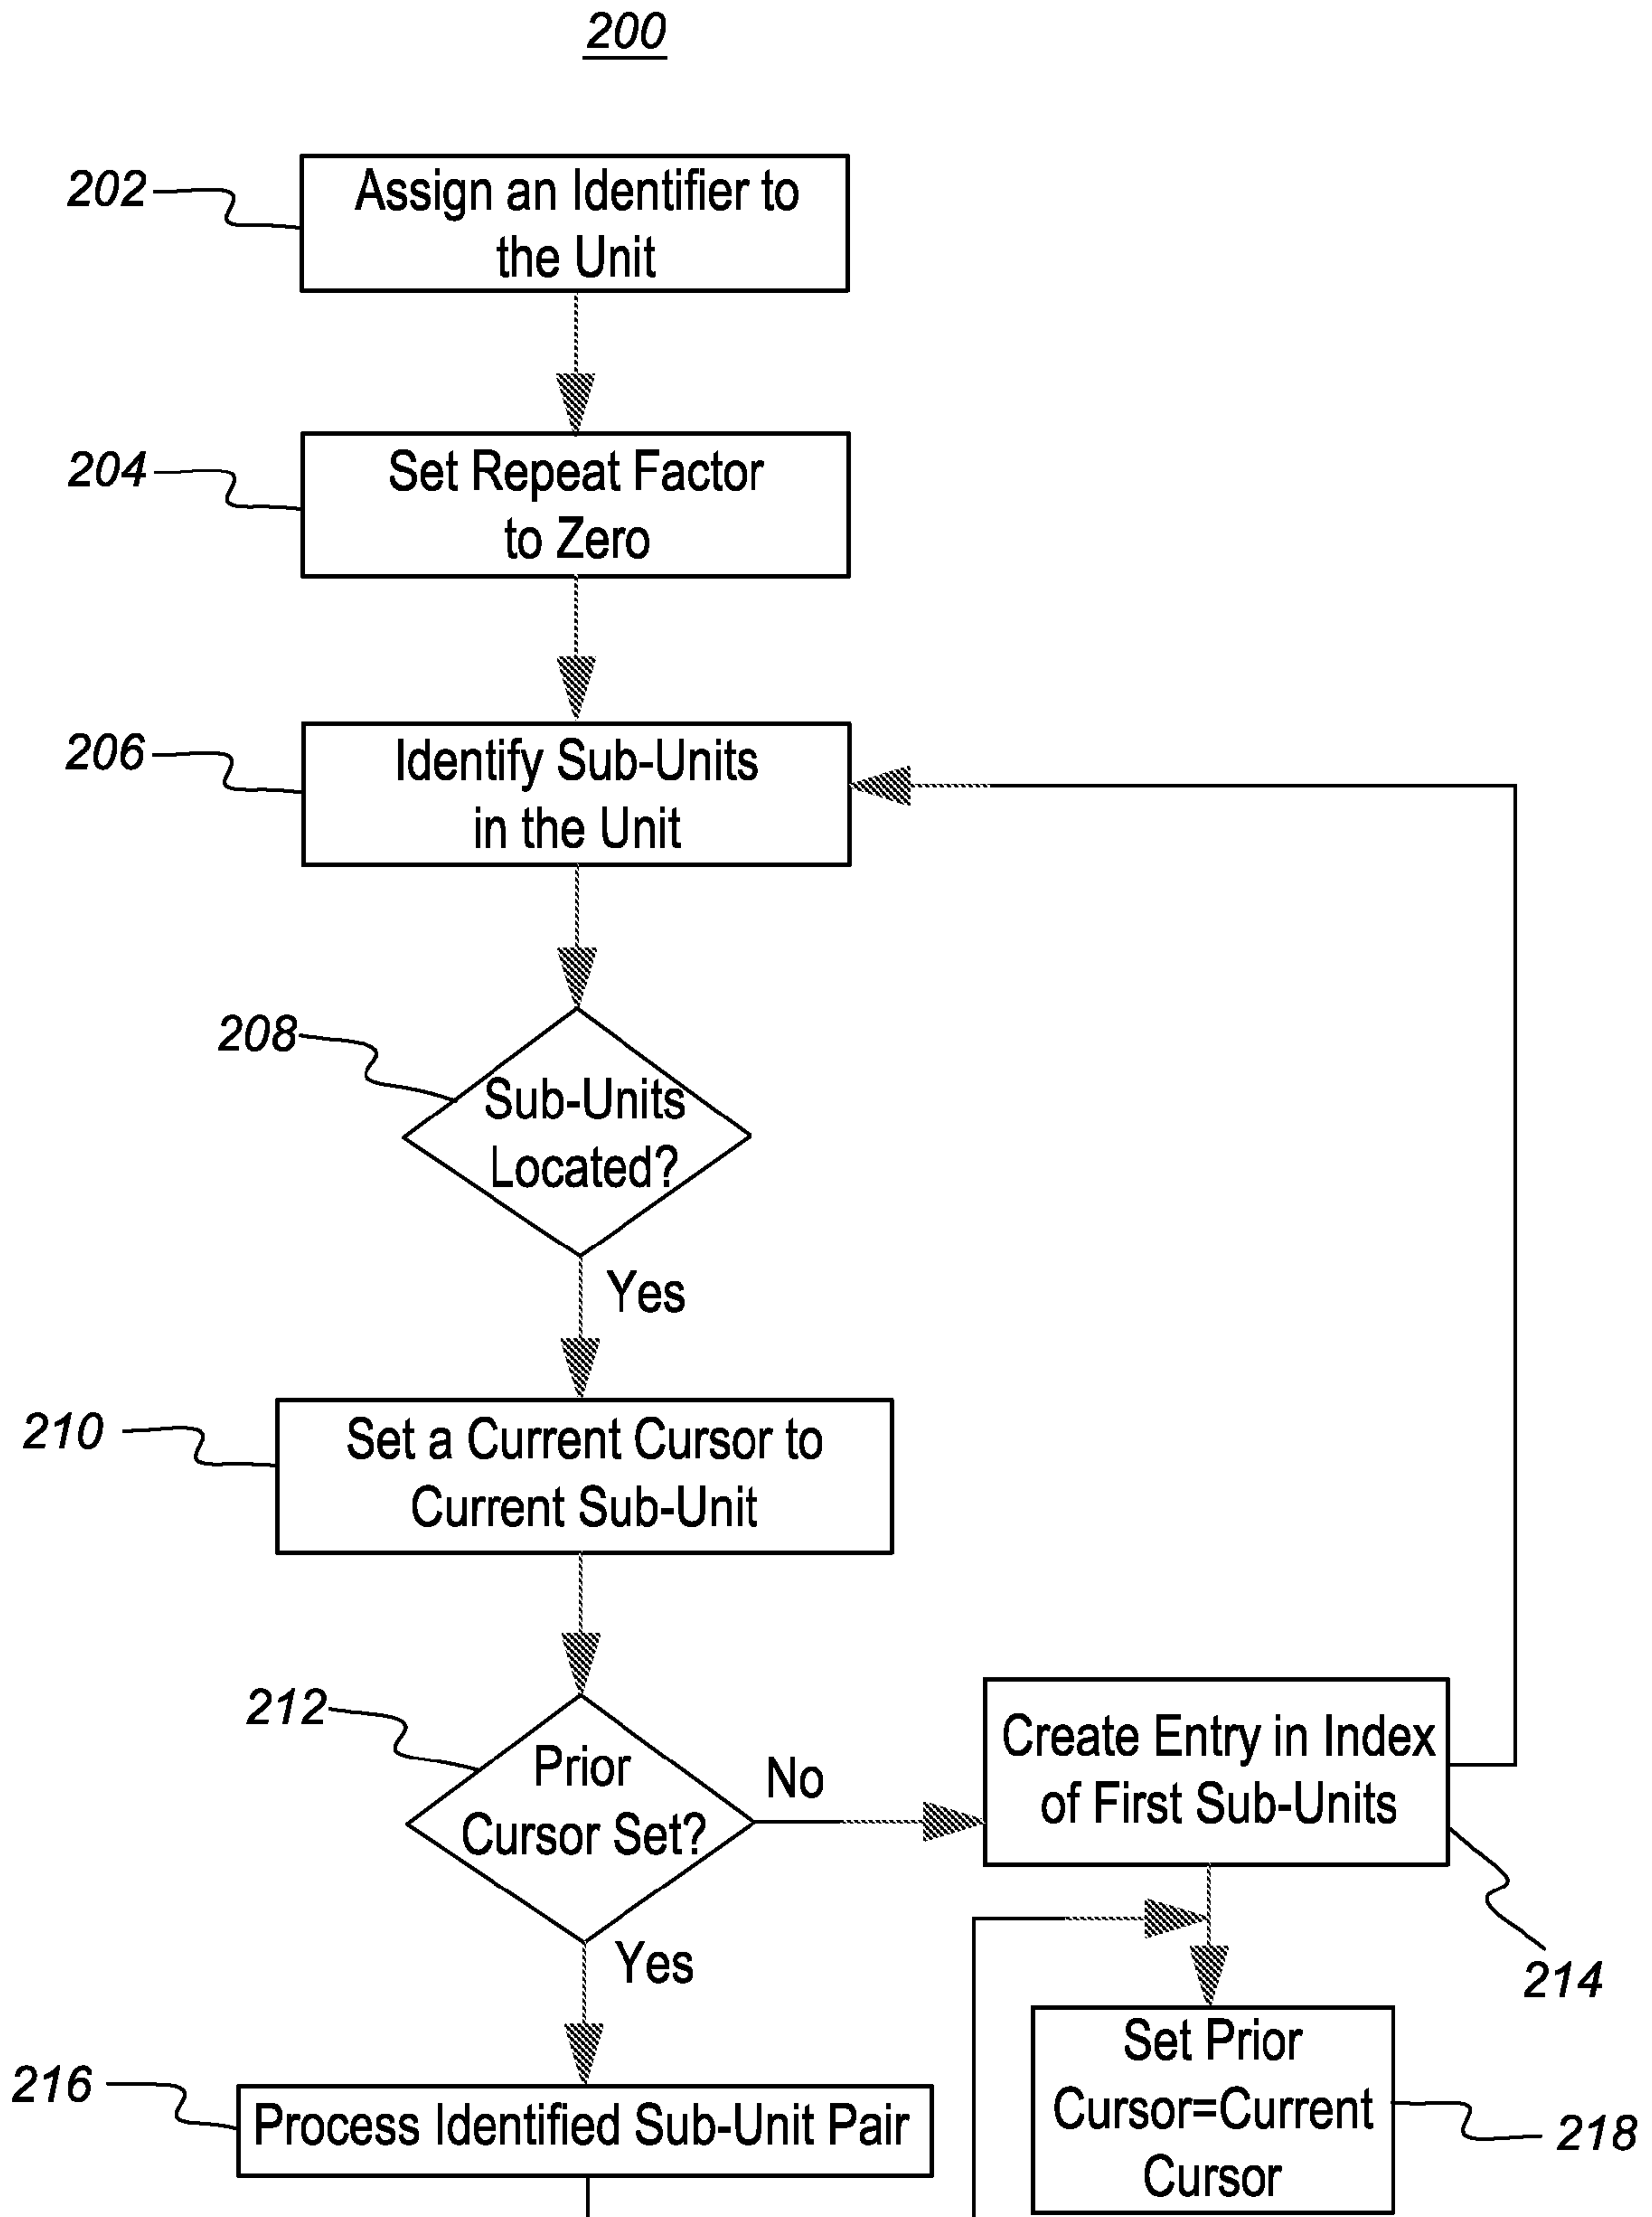 200
202
Assign an Identifier to
the Unit
204
Set Repeat Factor
to Zero
206
Identify Sub-Units
in the Unit
208
Sub-Units
Located?
Yes
210
Set a Current Cursor to
Current Sub-Unit
212
Prior
Cursor Set?
No
Create Entry in Index
of First Sub-Units
214
Yes
216
Process Identified Sub-Unit Pair
Set Prior
Cursor=Current
Cursor
218